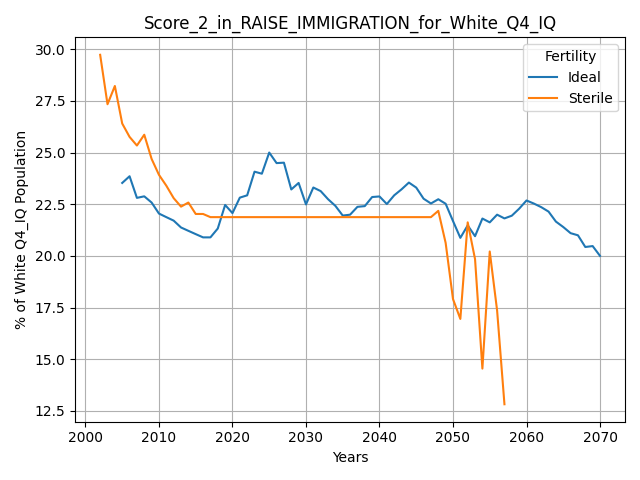 Score_2_in_RAISE_IMMIGRATION_for_White_Q4_IQ
% of White Q4_IQ Population
30.0
27.5
25.0
22.5
20.0
17.5
15.0
12.5
Fertility
Ideal
Sterile
2000 2010 2020 2030 2040 2050 2060 2070
Years